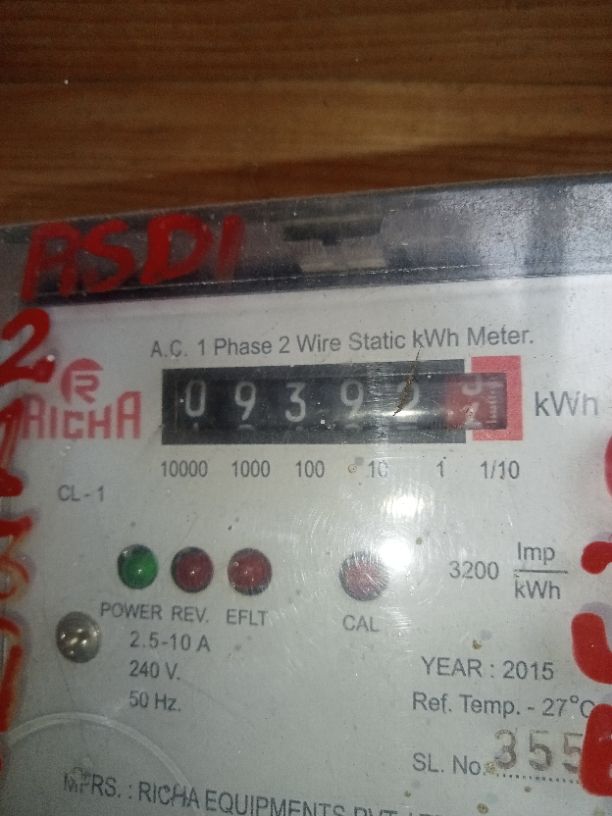 ASDI
A.C. 1 Phase 2 Wire Static kWh Meter.
RICHA
0 9 3 9 2
kWh
10000 1000 100 10 1 1/10
CL - 1
3200 Imp/kWh
POWER REV. EFLT CAL
2.5-10 A
240 V.
50 Hz.
YEAR : 2015
Ref. Temp. - 27°C
SL. No. 355
MFRS. : RICHA EQUIPMENTS PVT.